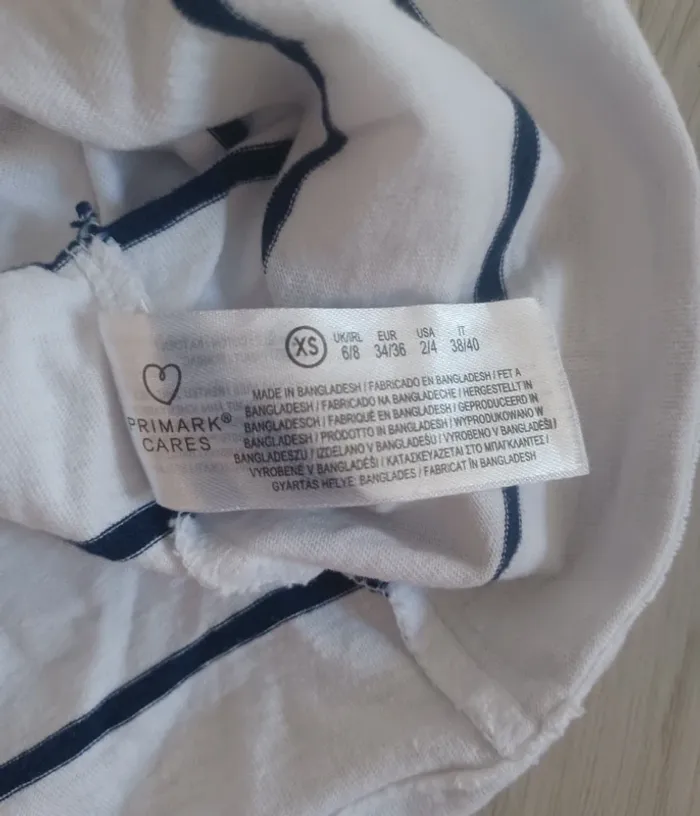 XS
UK/IRL EUR USA IT
6/8 34/36 2/4 38/40
PRIMARK®
CARES
MADE IN BANGLADESH / FABRICADO EN BANGLADESH / FET A
BANGLADESH / FABRICADO NA BANGLADECHE / HERGESTELLT IN
BANGLADESCH / FABRIQUÉ EN BANGLADESH / GEPRODUCEERD IN
BANGLADESH / PRODOTTO IN BANGLADESH / WYPRODUKOWANO W
BANGLADESZU / IZDELANO V BANGLADEŠU / VYROBENO V BANGLADÉŠI /
VYROBENÉ V BANGLADÉŠI / ΚΑΤΑΣΚΕΥΑΖΕΤΑΙ ΣΤΟ ΜΠΑΓΚΛΑΝΤΕΣ /
GYÁRTÁS HELYE: BANGLADES / FABRICAT ÎN BANGLADESH